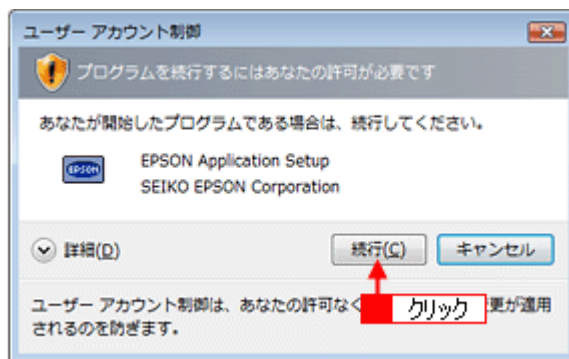 ユーザー アカウント制御
プログラムを続行するにはあなたの許可が必要です
あなたが開始したプログラムである場合は、続行してください。
EPSON
EPSON Application Setup
SEIKO EPSON Corporation
詳細(D)
続行(C)
キャンセル
ユーザー アカウント制御は、あなたの許可なく
クリック
更が適用
されるのを防ぎます。